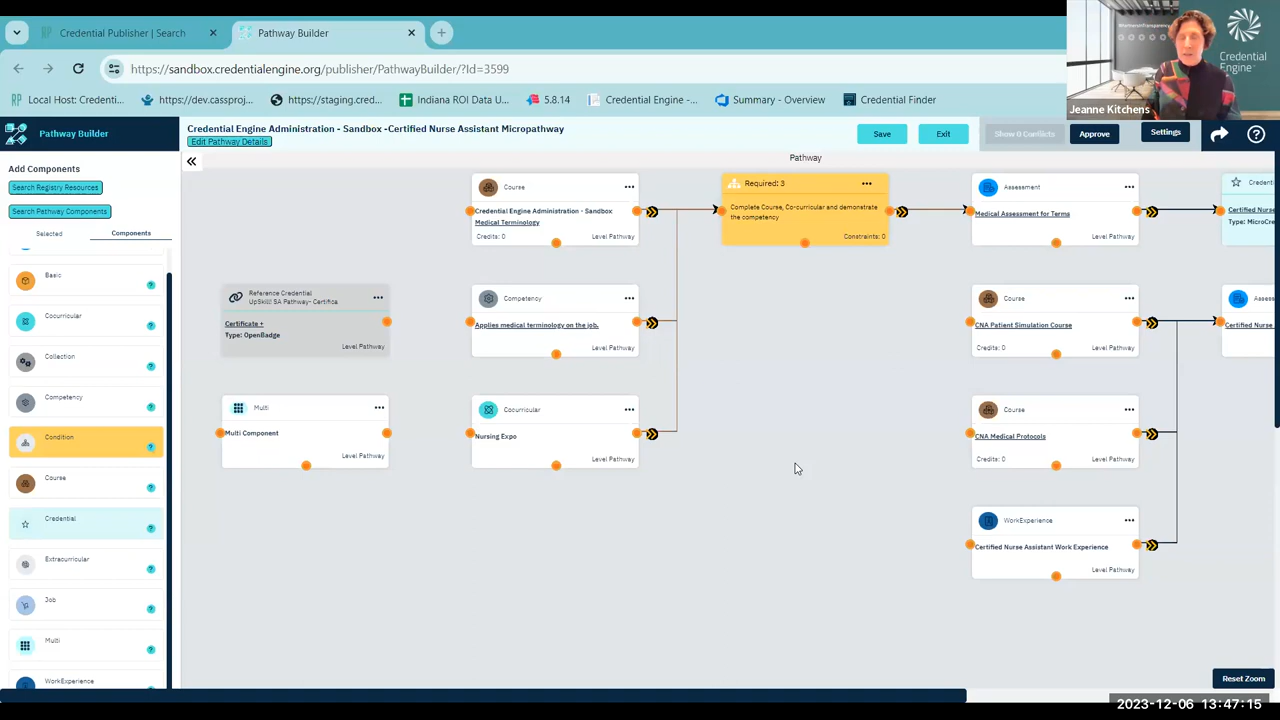 Credential Publisher | Search
Pathway Builder
https://sandbox.credentialengine.org/publisher/PathwayBuilder/?Id=3599
Local Host: Credenti...
https://dev.cassproj...
https://staging.cred...
Indiana ROI Data U...
5.8.14
Credential Engine -...
Summary - Overview
Credential Finder
Credential
Engine
Jeanne Kitchens
Pathway Builder
Credential Engine Administration - Sandbox -Certified Nurse Assistant Micropathway
Edit Pathway Details
Save
Exit
Show 0 Conflicts
Approve
Settings
Add Components
Search Registry Resources
Search Pathway Components
Selected
Components
Basic
Cocurricular
Collection
Competency
Condition
Course
Credential
Extracurricular
Job
Multi
WorkExperience
Pathway
Reference Credential
UpSkill SA Pathway- Certifica
Certificate +
Type: OpenBadge
Level Pathway
Multi
Multi Component
Level Pathway
Course
Credential Engine Administration - Sandbox
Medical Terminology
Credits: 0
Level Pathway
Competency
Applies medical terminology on the job.
Level Pathway
Cocurricular
Nursing Expo
Level Pathway
Required: 3
Complete Course, Co-curricular and demonstrate
the competency
Constraints: 0
Assessment
Medical Assessment for Terms
Level Pathway
Course
CNA Patient Simulation Course
Credits: 0
Level Pathway
Course
CNA Medical Protocols
Credits: 0
Level Pathway
WorkExperience
Certified Nurse Assistant Work Experience
Level Pathway
Credenti
Certified Nurse
Type: MicroCre
Assess
Certified Nurse
Reset Zoom
2023-12-06 13:47:15